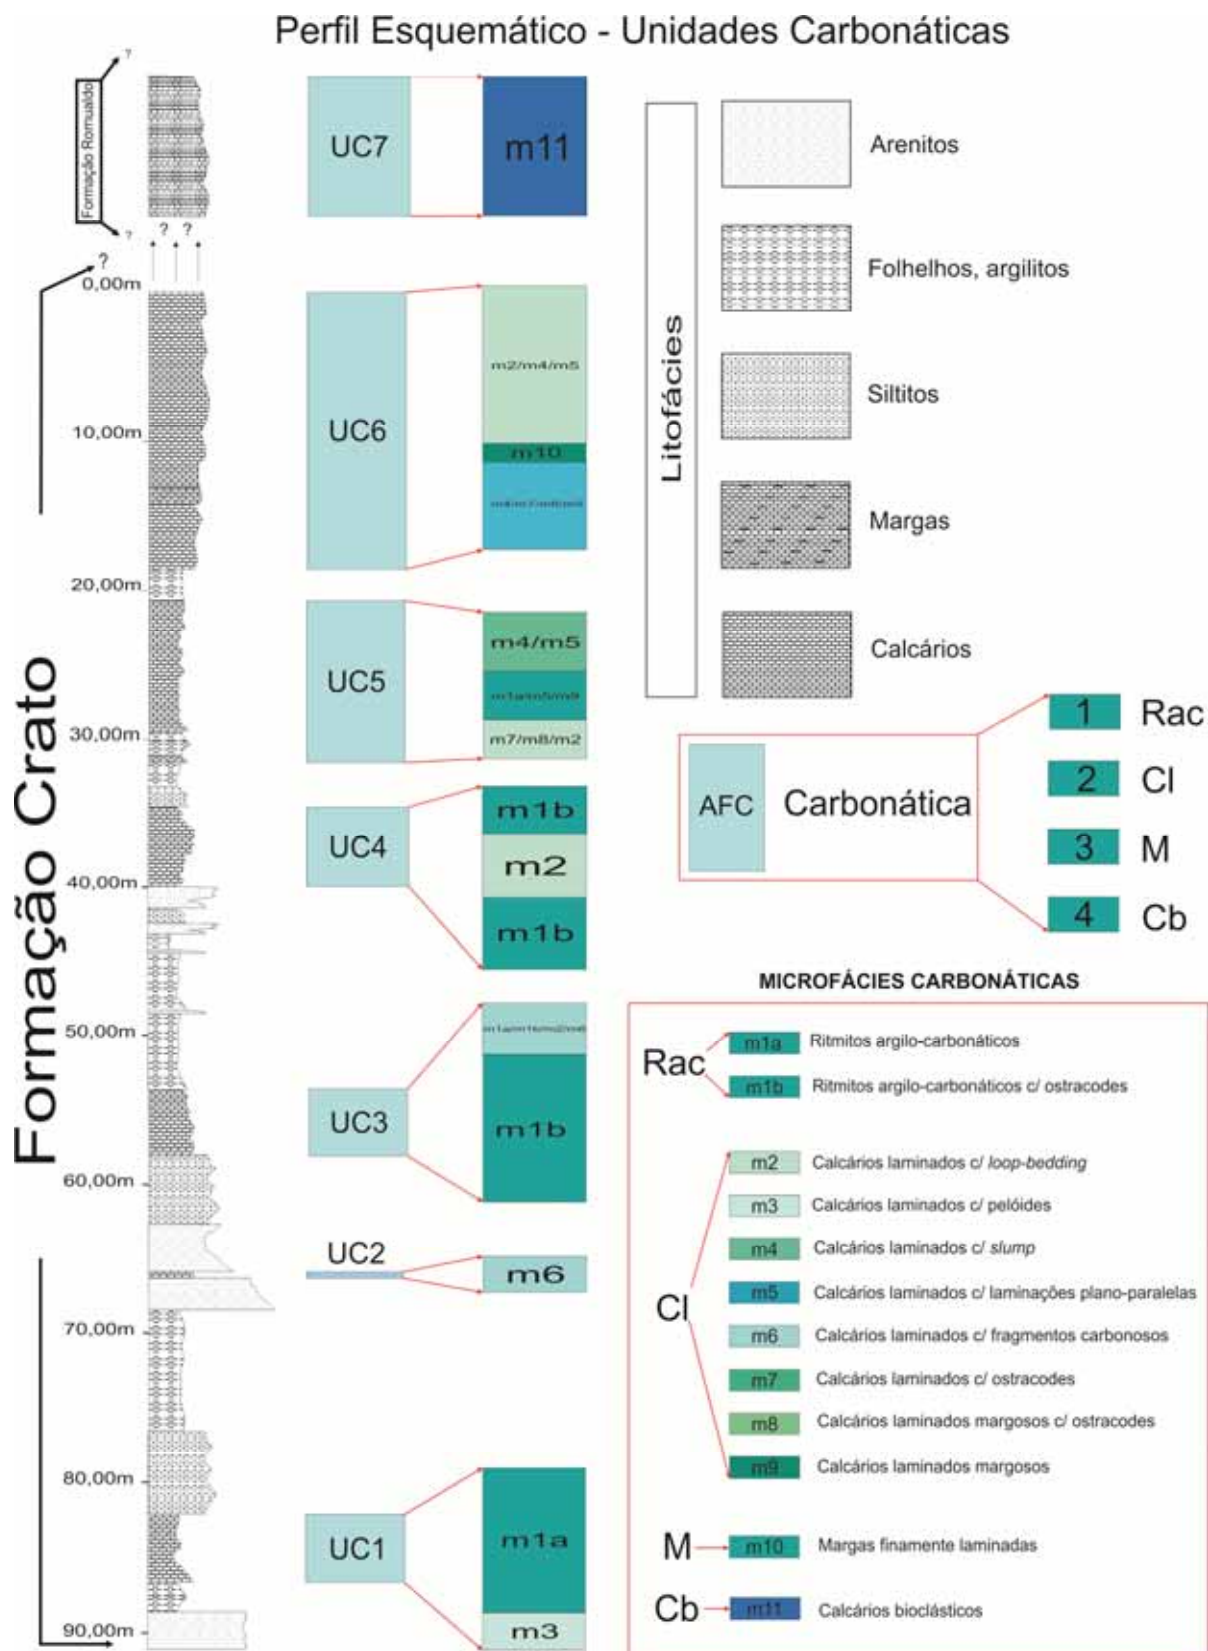 Perfil Esquemático - Unidades Carbonáticas
?
Formação Romualdo
?
? ?
?
Formação Crato
0,00m
10,00m
20,00m
30,00m
40,00m
50,00m
60,00m
70,00m
80,00m
90,00m
UC7
m11
UC6
m2/m4/m5
m10
UC5
m4/m5
m1a/m5/m9
m7/m8/m2
UC4
m1b
m2
m1b
UC3
m1b
UC2
m6
UC1
m1a
m3
Litofácies
Arenitos
Folhelhos, argilitos
Siltitos
Margas
Calcários
AFC Carbonática
1 Rac
2 Cl
3 M
4 Cb
MICROFÁCIES CARBONÁTICAS
Rac
m1a Ritmitos argilo-carbonáticos
m1b Ritmitos argilo-carbonáticos c/ ostracodes
Cl
m2 Calcários laminados c/ loop-bedding
m3 Calcários laminados c/ pelóides
m4 Calcários laminados c/ slump
m5 Calcários laminados c/ laminações plano-paralelas
m6 Calcários laminados c/ fragmentos carbonosos
m7 Calcários laminados c/ ostracodes
m8 Calcários laminados margosos c/ ostracodes
m9 Calcários laminados margosos
M m10 Margas finamente laminadas
Cb m11 Calcários bioclásticos